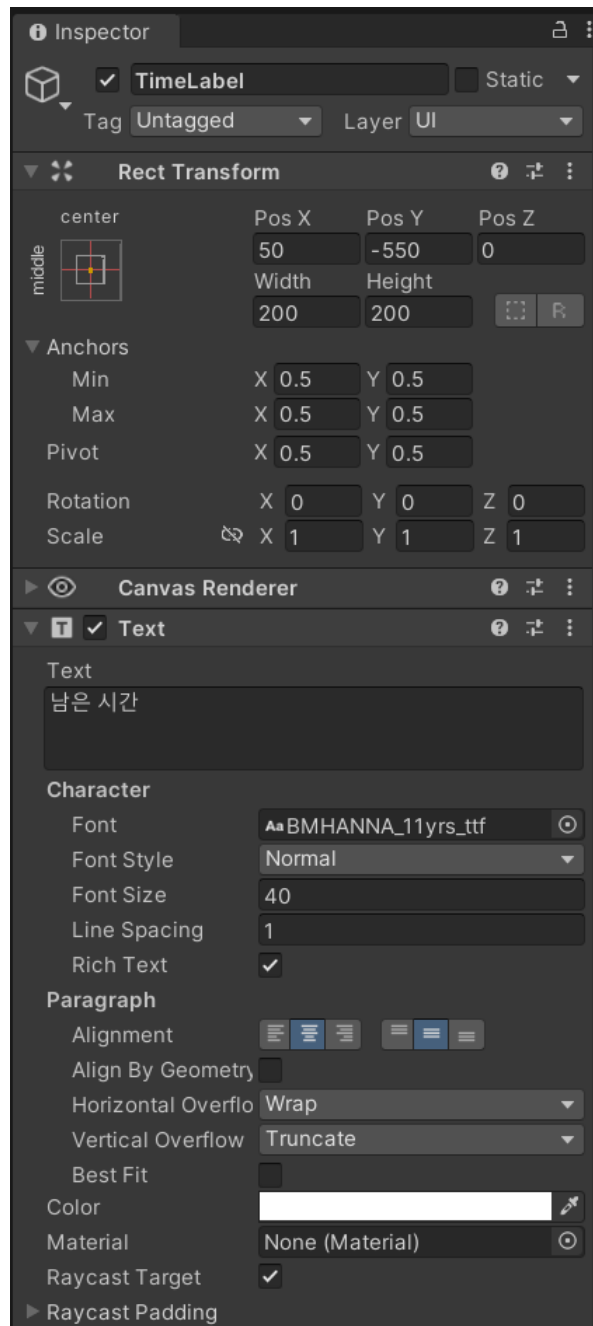 Inspector
TimeLabel Static
Tag Untagged Layer UI
Rect Transform
center Pos X Pos Y Pos Z
middle 50 -550 0
Width Height
200 200 R
Anchors
Min X 0.5 Y 0.5
Max X 0.5 Y 0.5
Pivot X 0.5 Y 0.5
Rotation X 0 Y 0 Z 0
Scale X 1 Y 1 Z 1
Canvas Renderer
T Text
Text
남은 시간
Character
Font Aa BMHANNA_11yrs_ttf
Font Style Normal
Font Size 40
Line Spacing 1
Rich Text
Paragraph
Alignment
Align By Geometry
Horizontal Overflo Wrap
Vertical Overflow Truncate
Best Fit
Color
Material None (Material)
Raycast Target
Raycast Padding